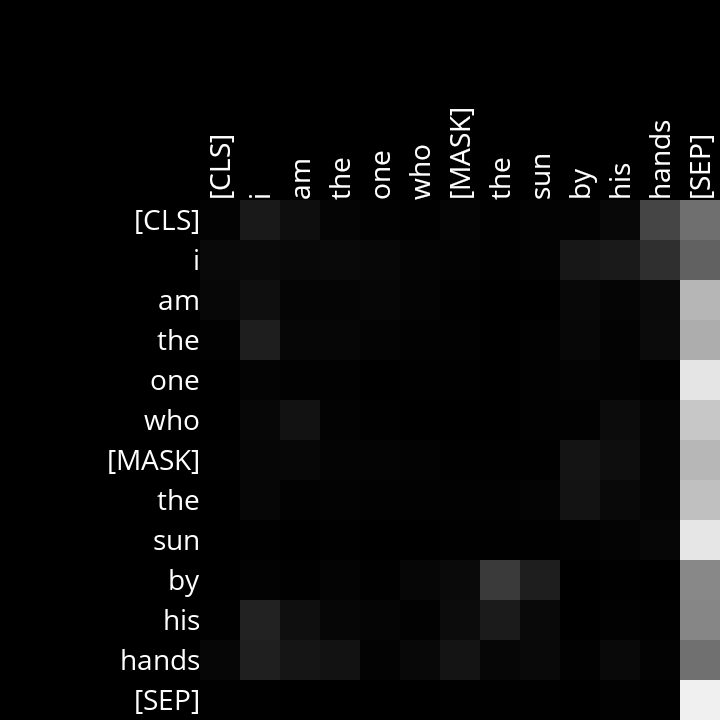 [CLS] i am the one who [MASK] the sun by his hands [SEP]
[CLS]
i
am
the
one
who
[MASK]
the
sun
by
his
hands
[SEP]